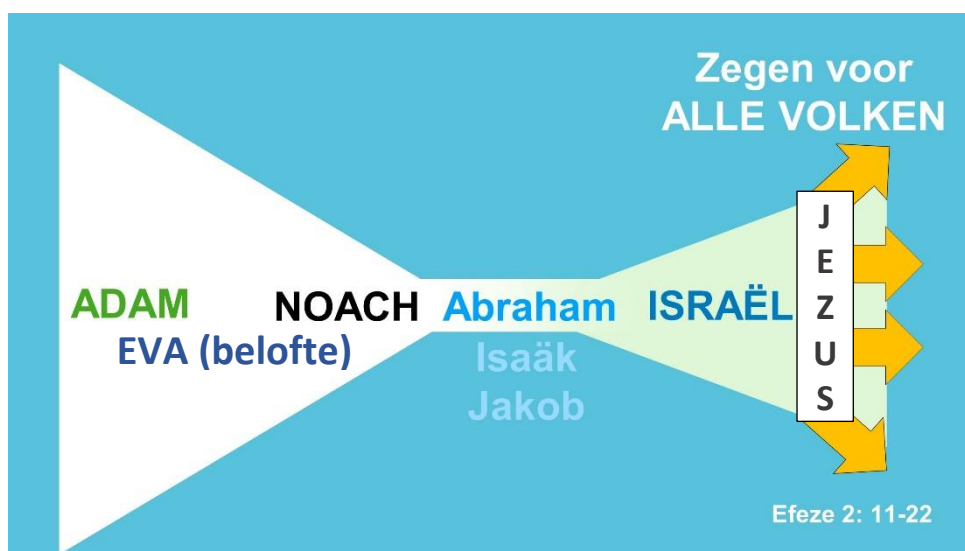 Zegen voor
ALLE VOLKEN
ADAM
EVA (belofte)
NOACH
Abraham
Isaäk
Jakob
ISRAËL
J
E
Z
U
S
Efeze 2: 11-22